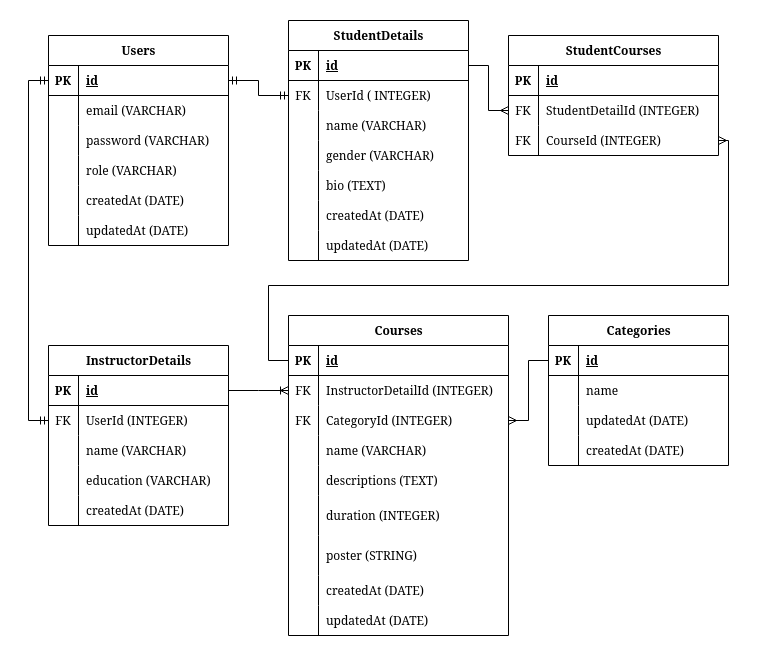 Users
PK id
email (VARCHAR)
password (VARCHAR)
role (VARCHAR)
createdAt (DATE)
updatedAt (DATE)
StudentDetails
PK id
FK UserId ( INTEGER)
name (VARCHAR)
gender (VARCHAR)
bio (TEXT)
createdAt (DATE)
updatedAt (DATE)
StudentCourses
PK id
FK StudentDetailId (INTEGER)
FK CourseId (INTEGER)
InstructorDetails
PK id
FK UserId (INTEGER)
name (VARCHAR)
education (VARCHAR)
createdAt (DATE)
Courses
PK id
FK InstructorDetailId (INTEGER)
FK CategoryId (INTEGER)
name (VARCHAR)
descriptions (TEXT)
duration (INTEGER)
poster (STRING)
createdAt (DATE)
updatedAt (DATE)
Categories
PK id
name
updatedAt (DATE)
createdAt (DATE)